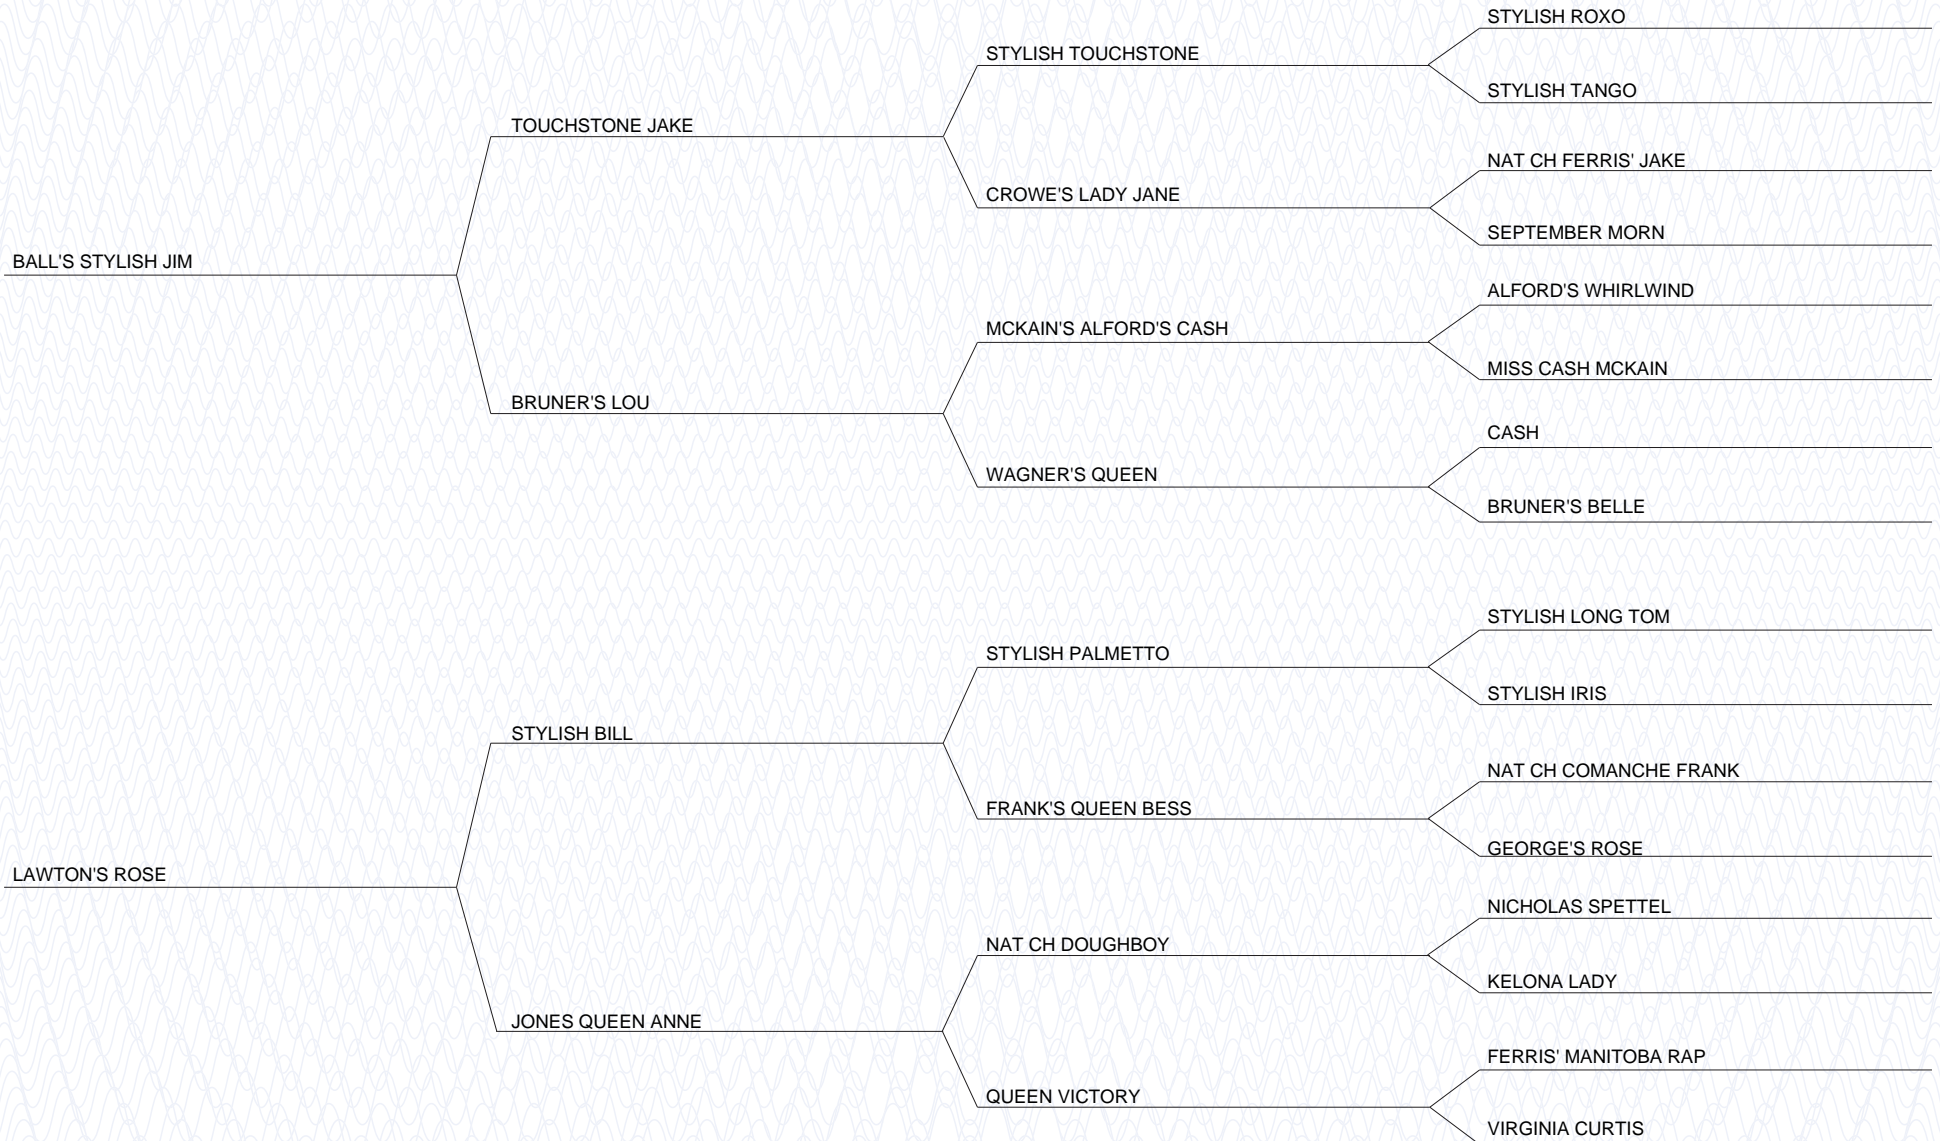 STYLISH ROXO
STYLISH TOUCHSTONE
STYLISH TANGO
TOUCHSTONE JAKE
NAT CH FERRIS' JAKE
CROWE'S LADY JANE
SEPTEMBER MORN
BALL'S STYLISH JIM
ALFORD'S WHIRLWIND
MCKAIN'S ALFORD'S CASH
MISS CASH MCKAIN
BRUNER'S LOU
CASH
WAGNER'S QUEEN
BRUNER'S BELLE
STYLISH LONG TOM
STYLISH PALMETTO
STYLISH IRIS
STYLISH BILL
NAT CH COMANCHE FRANK
FRANK'S QUEEN BESS
GEORGE'S ROSE
LAWTON'S ROSE
NICHOLAS SPETTEL
NAT CH DOUGHBOY
KELONA LADY
JONES QUEEN ANNE
FERRIS' MANITOBA RAP
QUEEN VICTORY
VIRGINIA CURTIS